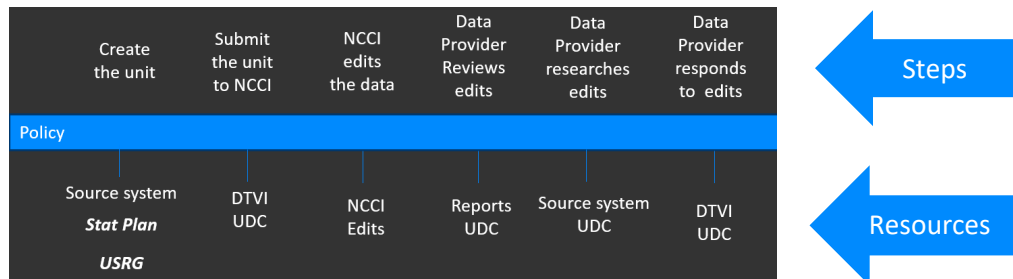 Create
the unit
Submit
the unit
to NCCI
NCCI
edits
the data
Data
Provider
Reviews
edits
Data
Provider
researches
edits
Data
Provider
responds
to edits
Steps
Policy
Source system
Stat Plan
USRG
DTVI
UDC
NCCI
Edits
Reports
UDC
Source system
UDC
DTVI
UDC
Resources